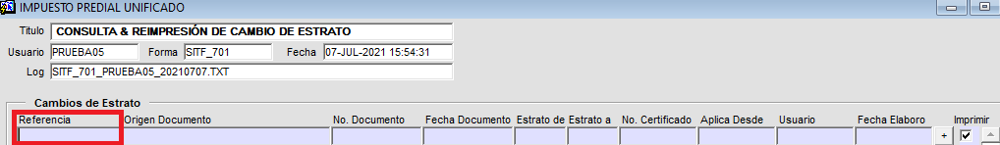 IMPUESTO PREDIAL UNIFICADO
Titulo CONSULTA & REIMPRESIÓN DE CAMBIO DE ESTRATO
Usuario PRUEBA05 Forma SITF_701 Fecha 07-JUL-2021 15:54:31
Log SITF_701_PRUEBA05_20210707.TXT
Cambios de Estrato
Referencia Origen Documento No. Documento Fecha Documento Estrato de Estrato a No. Certificado Aplica Desde Usuario Fecha Elaboro Imprimir
+